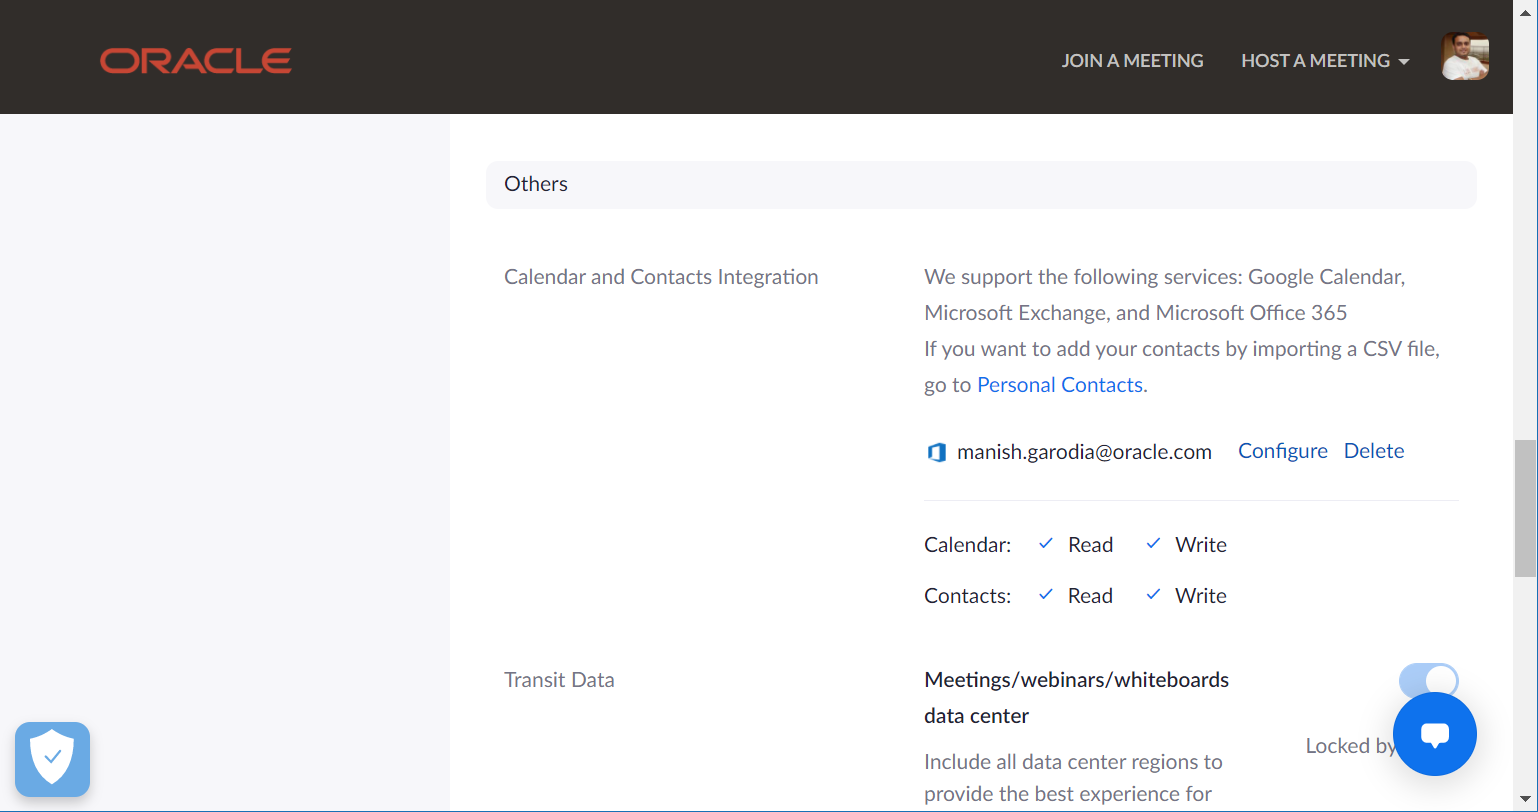 ORACLE
JOIN A MEETING
HOST A MEETING
Others
Calendar and Contacts Integration
We support the following services: Google Calendar,
Microsoft Exchange, and Microsoft Office 365
If you want to add your contacts by importing a CSV file,
go to Personal Contacts.
manish.garodia@oracle.com Configure Delete
Calendar: Read Write
Contacts: Read Write
Transit Data
Meetings/webinars/whiteboards
data center
Locked by
Include all data center regions to
provide the best experience for